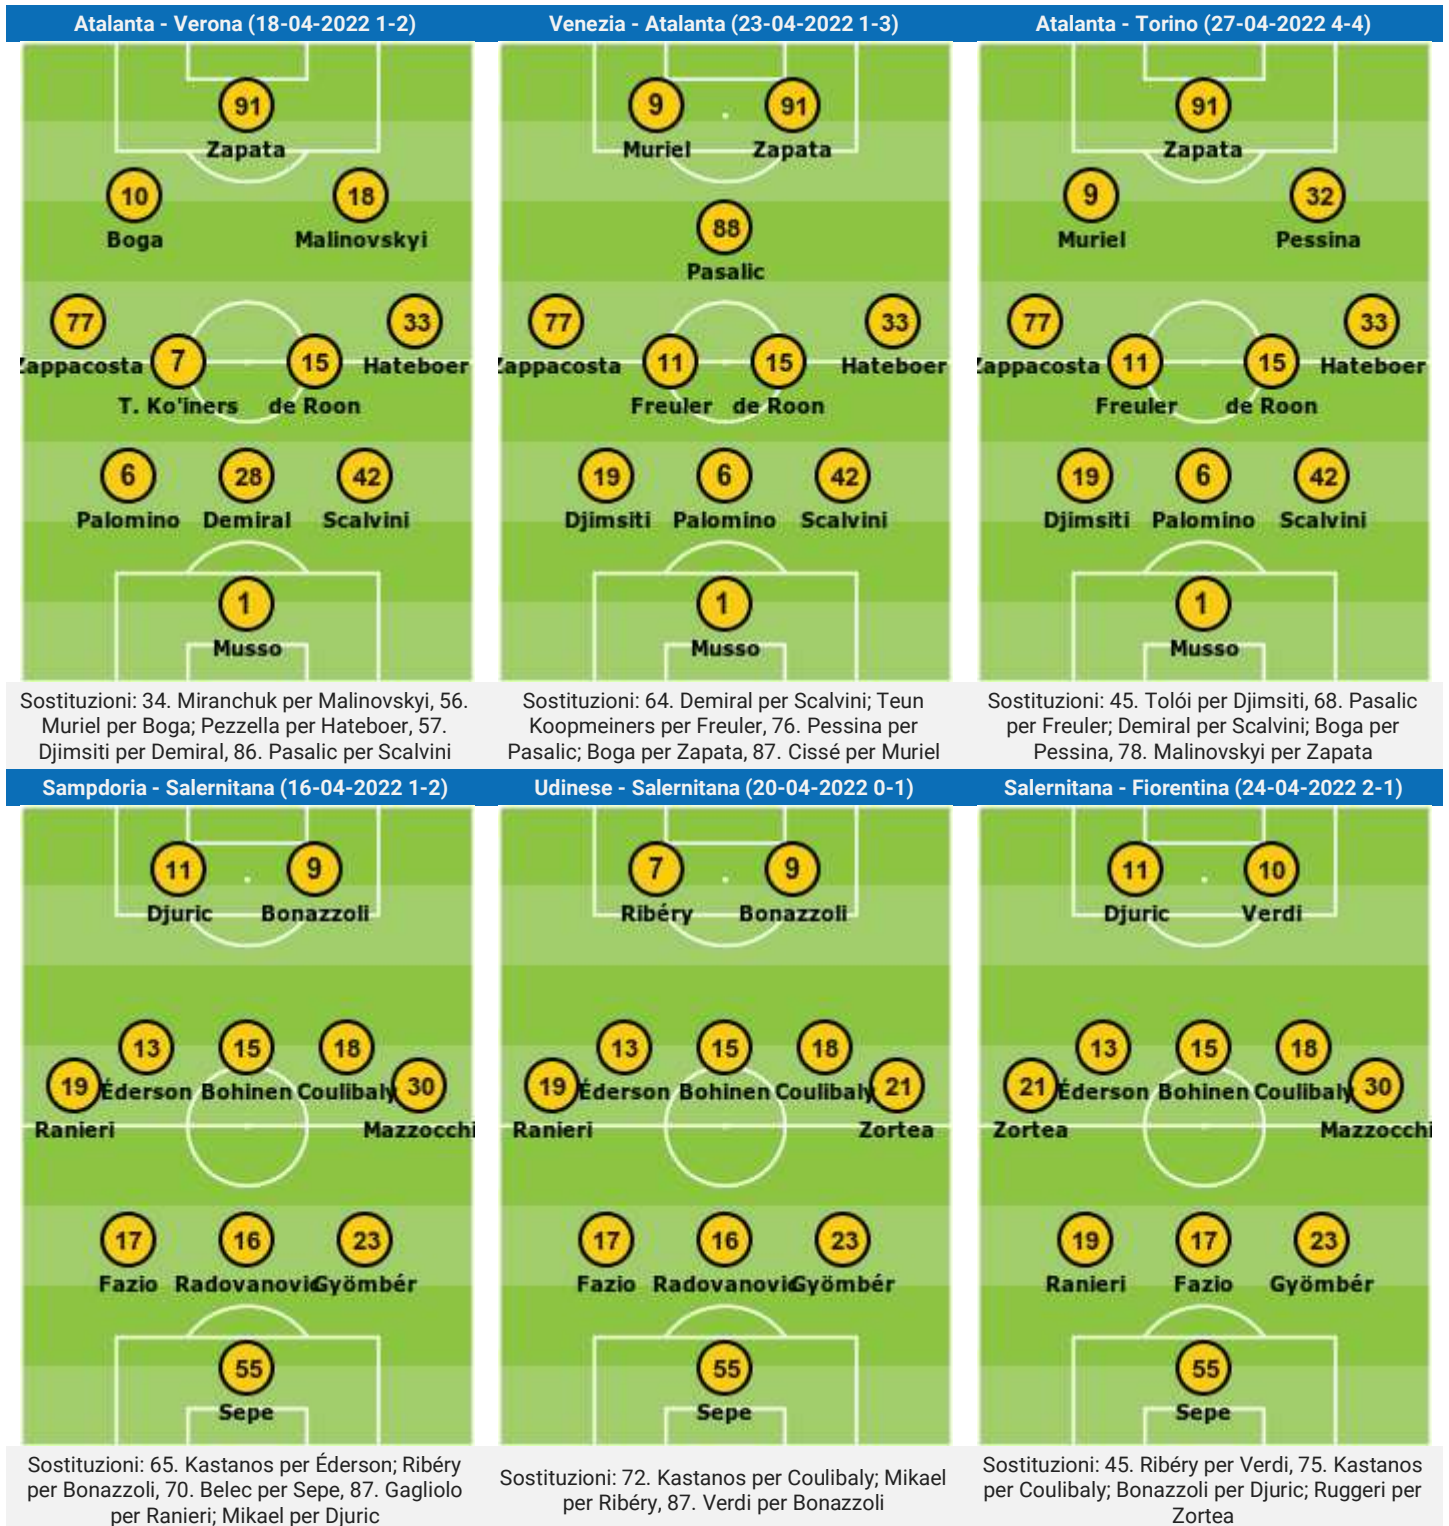 Atalanta - Verona (18-04-2022 1-2)
91
Zapata
10
18
Boga
Malinovskyi
77
33
7
15
Zappacosta
Hateboer
T. Ko'iners
de Roon
6
28
42
Palomino
Demiral
Scalvini
1
Musso
Sostituzioni: 34. Miranchuk per Malinovskyi, 56.
Muriel per Boga; Pezzella per Hateboer, 57.
Djimsiti per Demiral, 86. Pasalic per Scalvini
Venezia - Atalanta (23-04-2022 1-3)
9
91
Muriel
Zapata
88
Pasalic
77
33
11
15
Zappacosta
Hateboer
Freuler
de Roon
19
6
42
Djimsiti
Palomino
Scalvini
1
Musso
Sostituzioni: 64. Demiral per Scalvini; Teun
Koopmeiners per Freuler, 76. Pessina per
Pasalic; Boga per Zapata, 87. Cissé per Muriel
Atalanta - Torino (27-04-2022 4-4)
91
Zapata
9
32
Muriel
Pessina
77
33
11
15
Zappacosta
Hateboer
Freuler
de Roon
19
6
42
Djimsiti
Palomino
Scalvini
1
Musso
Sostituzioni: 45. Tolói per Djimsiti, 68. Pasalic
per Freuler; Demiral per Scalvini; Boga per
Pessina, 78. Malinovskyi per Zapata
Sampdoria - Salernitana (16-04-2022 1-2)
11
9
Djuric
Bonazzoli
13
15
18
19
30
Éderson
Bohinen
Coulibaly
Ranieri
Mazzocchi
17
16
23
Fazio
Radovanovic
Gyömbér
55
Sepe
Sostituzioni: 65. Kastanos per Éderson; Ribéry
per Bonazzoli, 70. Belec per Sepe, 87. Gagliolo
per Ranieri; Mikael per Djuric
Udinese - Salernitana (20-04-2022 0-1)
7
9
Ribéry
Bonazzoli
13
15
18
19
21
Éderson
Bohinen
Coulibaly
Ranieri
Zortea
17
16
23
Fazio
Radovanovic
Gyömbér
55
Sepe
Sostituzioni: 72. Kastanos per Coulibaly; Mikael
per Ribéry, 87. Verdi per Bonazzoli
Salernitana - Fiorentina (24-04-2022 2-1)
11
10
Djuric
Verdi
13
15
18
21
30
Éderson
Bohinen
Coulibaly
Zortea
Mazzocchi
19
17
23
Ranieri
Fazio
Gyömbér
55
Sepe
Sostituzioni: 45. Ribéry per Verdi, 75. Kastanos
per Coulibaly; Bonazzoli per Djuric; Ruggeri per
Zortea